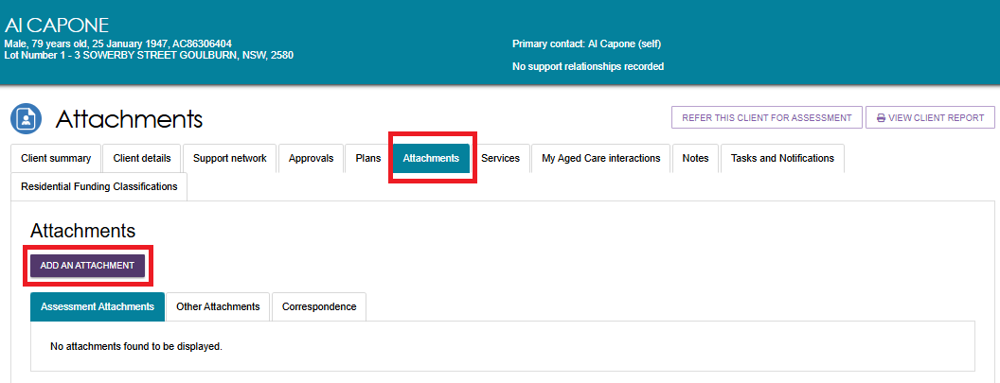 Al CAPONE
Male, 79 years old, 25 January 1947, AC86306404
Lot Number 1 - 3 SOWERBY STREET GOULBURN, NSW, 2580
Primary contact: Al Capone (self)
No support relationships recorded
Attachments
REFER THIS CLIENT FOR ASSESSMENT
VIEW CLIENT REPORT
Client summary
Client details
Support network
Approvals
Plans
Attachments
Services
My Aged Care interactions
Notes
Tasks and Notifications
Residential Funding Classifications
Attachments
ADD AN ATTACHMENT
Assessment Attachments
Other Attachments
Correspondence
No attachments found to be displayed.